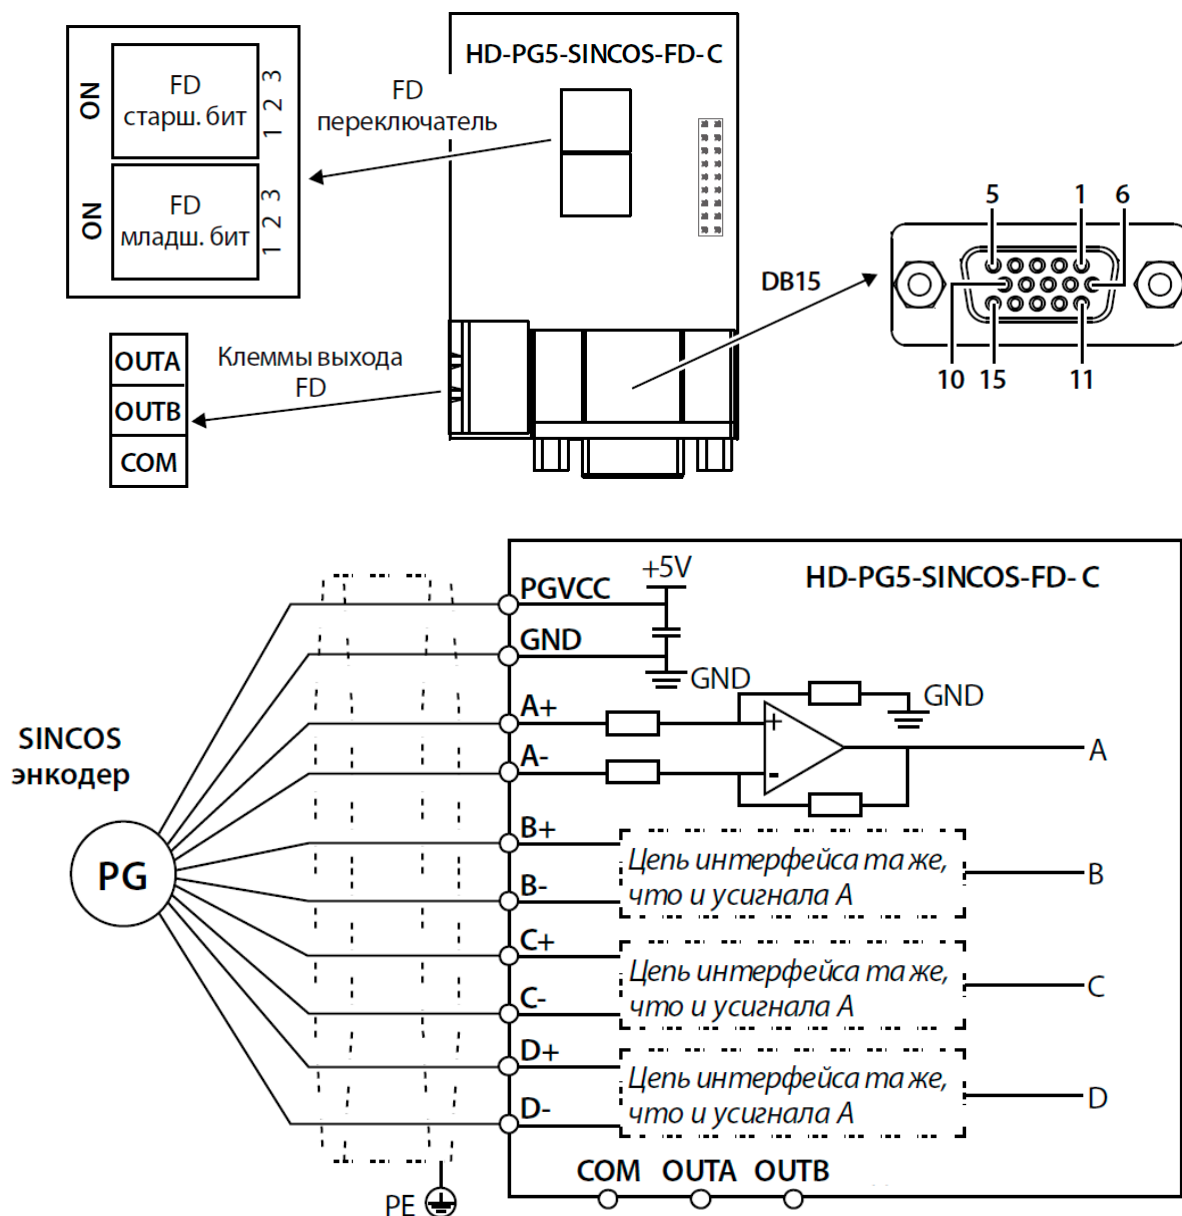 HD-PG5-SINCOS-FD-C
ON
FD
старш. бит
1 2 3
ON
FD
младш. бит
1 2 3
FD
переключатель
5 1 6
DB15
10 15 11
OUTA
OUTB
COM
Клеммы выхода
FD
HD-PG5-SINCOS-FD-C
+5V
PGVCC
GND
GND
GND
A+
+
A
A-
-
SINCOS
энкодер
PG
B+
Цепь интерфейса та же,
что и усигнала А
B
B-
C+
Цепь интерфейса та же,
что и усигнала А
C
C-
D+
Цепь интерфейса та же,
что и усигнала А
D
D-
COM OUTA OUTB
PE